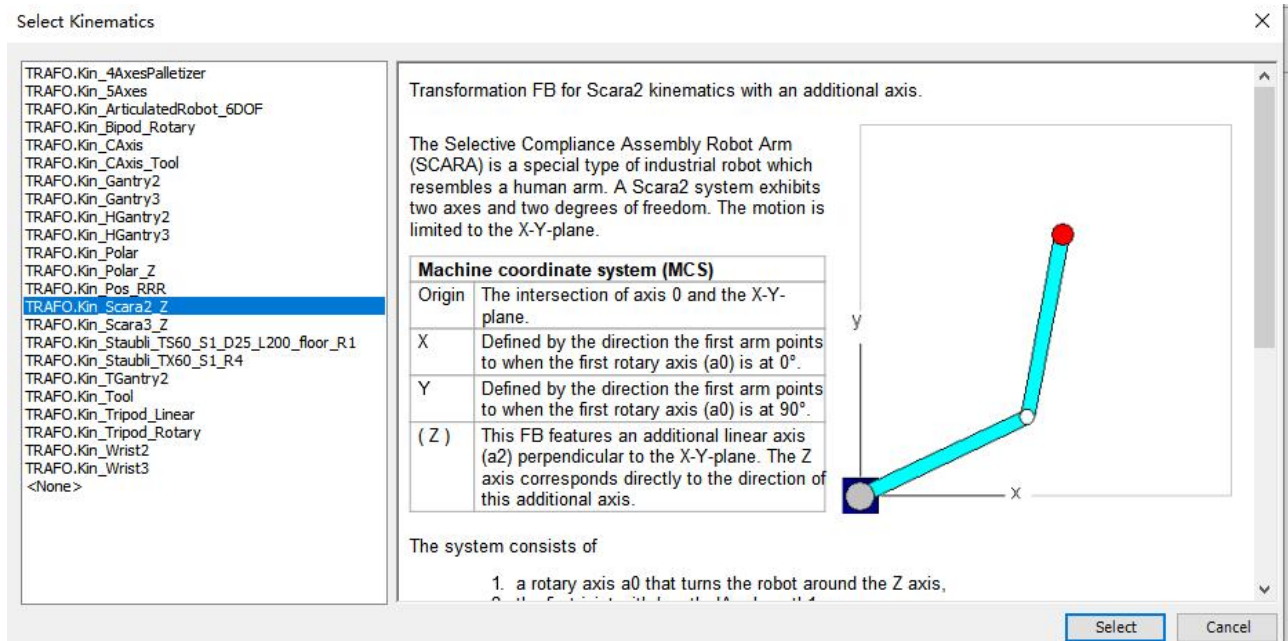 Select Kinematics
TRAFO.Kin_4AxesPalletizer
TRAFO.Kin_5Axes
TRAFO.Kin_ArticulatedRobot_6DOF
TRAFO.Kin_Bipod_Rotary
TRAFO.Kin_CAxis
TRAFO.Kin_CAxis_Tool
TRAFO.Kin_Gantry2
TRAFO.Kin_Gantry3
TRAFO.Kin_HGantry2
TRAFO.Kin_HGantry3
TRAFO.Kin_Polar
TRAFO.Kin_Polar_Z
TRAFO.Kin_Pos_RRR
TRAFO.Kin_Scara2_Z
TRAFO.Kin_Scara3_Z
TRAFO.Kin_Staubli_TS60_S1_D25_L200_floor_R1
TRAFO.Kin_Staubli_TX60_S1_R4
TRAFO.Kin_TGantry2
TRAFO.Kin_Tool
TRAFO.Kin_Tripod_Linear
TRAFO.Kin_Tripod_Rotary
TRAFO.Kin_Wrist2
TRAFO.Kin_Wrist3
<None>
Transformation FB for Scara2 kinematics with an additional axis.
The Selective Compliance Assembly Robot Arm
(SCARA) is a special type of industrial robot which
resembles a human arm. A Scara2 system exhibits
two axes and two degrees of freedom. The motion is
limited to the X-Y-plane.
Machine coordinate system (MCS)
Origin The intersection of axis 0 and the X-Y-
plane.
X Defined by the direction the first arm points
to when the first rotary axis (a0) is at 0°.
Y Defined by the direction the first arm points
to when the first rotary axis (a0) is at 90°.
( Z ) This FB features an additional linear axis
(a2) perpendicular to the X-Y-plane. The Z
axis corresponds directly to the direction of
this additional axis.
y
x
The system consists of
1. a rotary axis a0 that turns the robot around the Z axis,
Select
Cancel